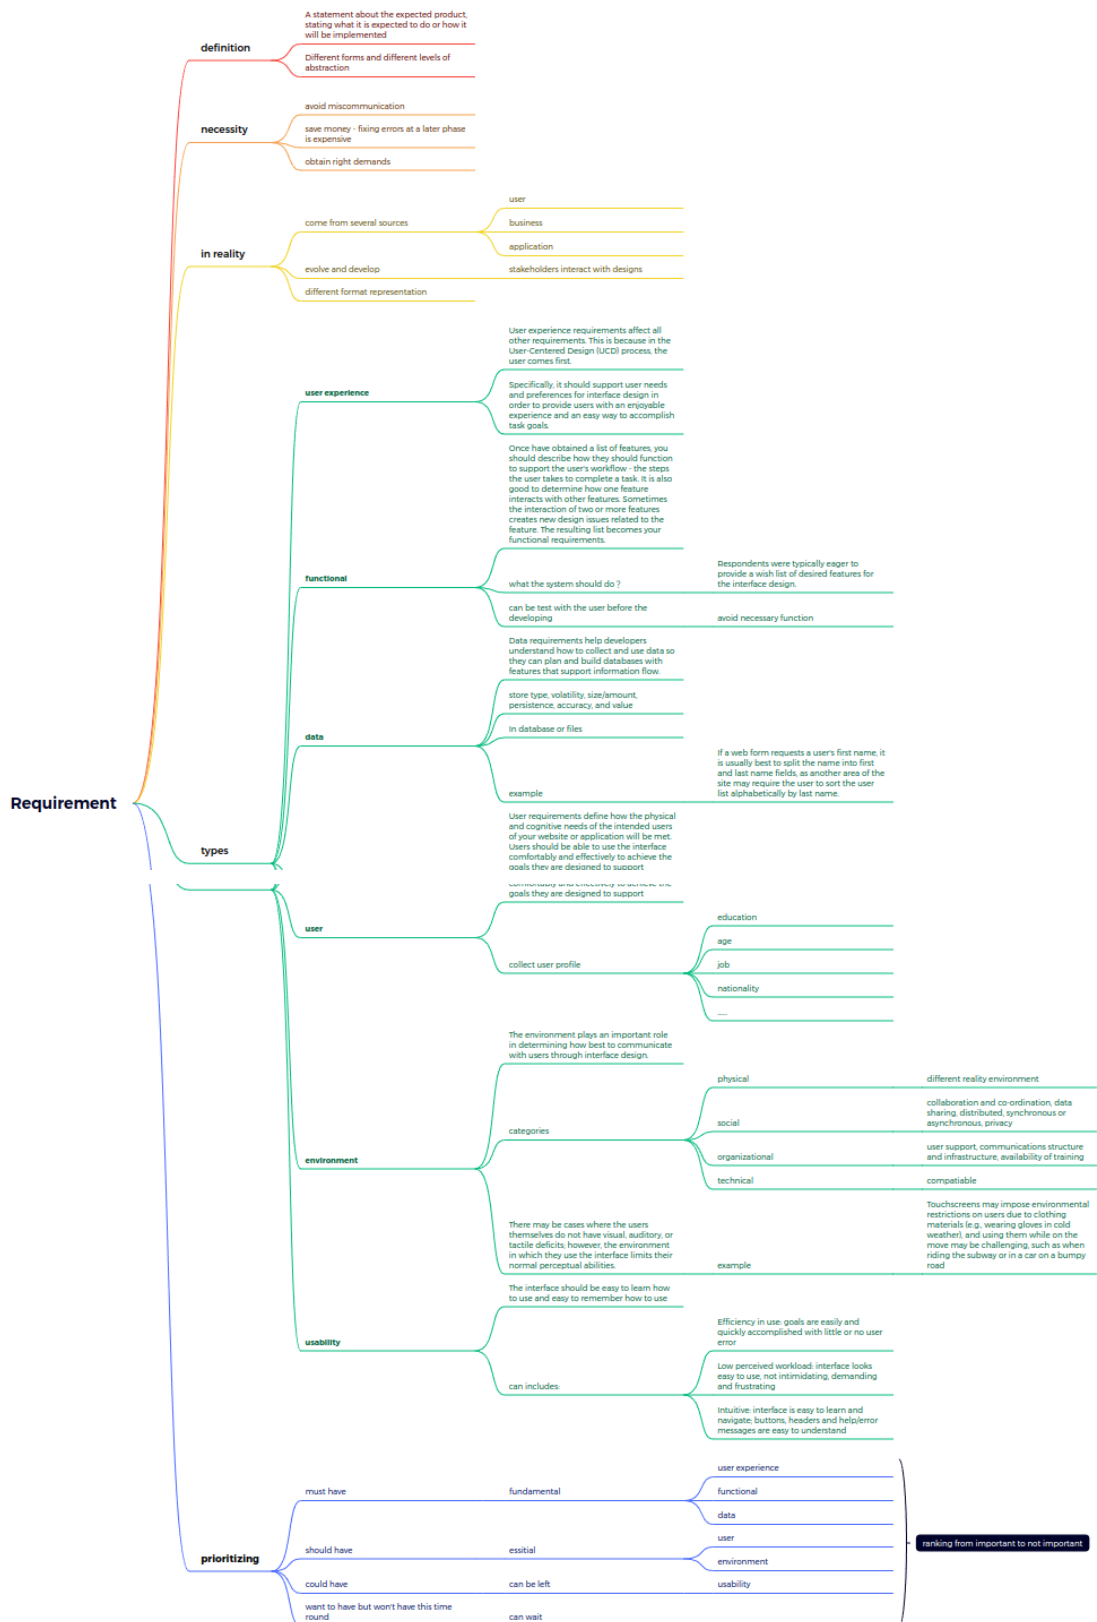 A statement about the expected product,
stating what it is expected to do or how it
will be implemented
definition
Different forms and different levels of
abstraction
avoid miscommunication
necessity
save money - fixing errors at a later phase
is expensive
obtain right demands
user
come from several sources
business
application
in reality
evolve and develop
stakeholders interact with designs
different format representation
User experience requirements affect all
other requirements. This is because in the
User-Centered Design (UCD) process, the
user comes first.
user experience
Specifically, it should support user needs
and preferences for interface design in
order to provide users with an enjoyable
experience and an easy way to accomplish
task goals.
Once have obtained a list of features, you
should describe how they should function
to support the user's workflow - the steps
the user takes to complete a task. It is also
good to determine how one feature
interacts with other features. Sometimes
the interaction of two or more features
creates new design issues related to the
feature. The resulting list becomes your
functional requirements.
functional
what the system should do？
Respondents were typically eager to
provide a wish list of desired features for
the interface design.
can be test with the user before the
developing
avoid necessary function
Data requirements help developers
understand how to collect and use data so
they can plan and build databases with
features that support information flow.
store type, volatility, size/amount,
persistence, accuracy, and value
In database or files
data
example
If a web form requests a user's first name, it
is usually best to split the name into first
and last name fields, as another area of the
site may require the user to sort the user
list alphabetically by last name.
Requirement
types
User requirements define how the physical
and cognitive needs of the intended users
of your website or application will be met.
Users should be able to use the interface
comfortably and effectively to achieve the
goals they are designed to support
comfortably and effectively to achieve the
goals they are designed to support
user
collect user profile
education
age
job
nationality
......
The environment plays an important role
in determining how best to communicate
with users through interface design.
categories
physical
different reality environment
social
collaboration and co-ordination, data
sharing, distributed, synchronous or
asynchronous, privacy
organizational
user support, communications structure
and infrastructure, availability of training
technical
compatiable
environment
There may be cases where the users
themselves do not have visual, auditory, or
tactile deficits; however, the environment
in which they use the interface limits their
normal perceptual abilities.
example
Touchscreens may impose environmental
restrictions on users due to clothing
materials (e.g., wearing gloves in cold
weather), and using them while on the
move may be challenging, such as when
riding the subway or in a car on a bumpy
road
The interface should be easy to learn how
to use and easy to remember how to use
usability
can includes:
Efficiency in use: goals are easily and
quickly accomplished with little or no user
error
Low perceived workload: interface looks
easy to use, not intimidating, demanding
and frustrating
Intuitive: interface is easy to learn and
navigate; buttons, headers and help/error
messages are easy to understand
prioritizing
must have
fundamental
user experience
functional
data
should have
essitial
user
environment
could have
can be left
usability
want to have but won't have this time
round
can wait
ranking from important to not important